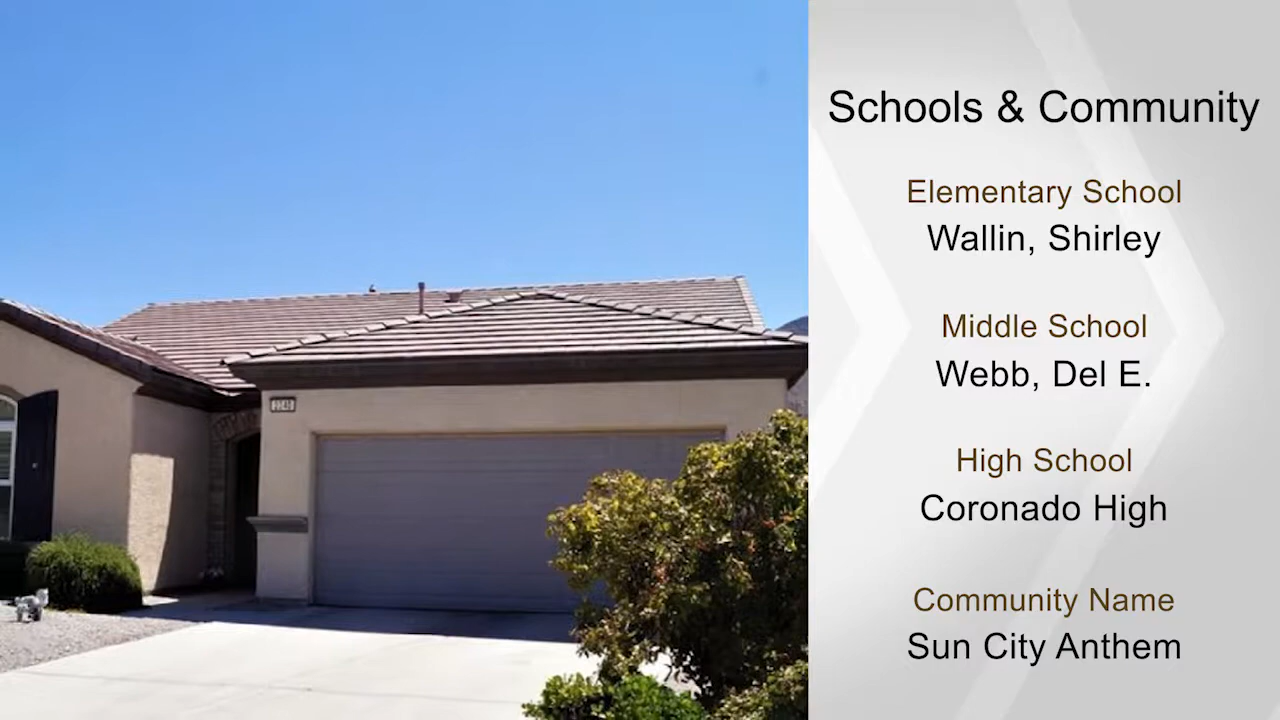 Schools & Community
Elementary School
Wallin, Shirley
Middle School
Webb, Del E.
High School
Coronado High
Community Name
Sun City Anthem